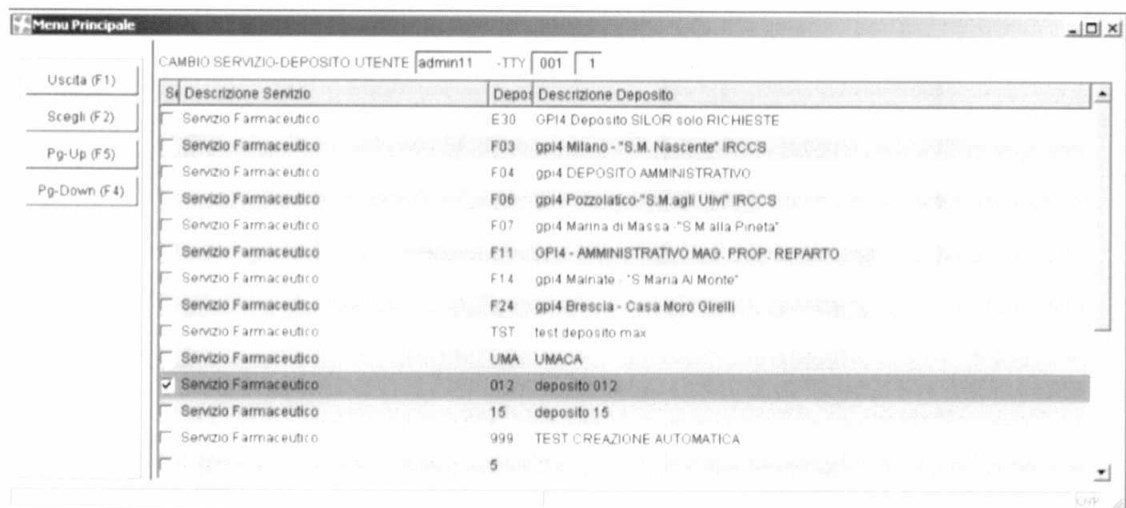 Menu Principale
CAMBIO SERVIZIO-DEPOSITO UTENTE admin11 -TTY 001 1
Uscita (F1)
Scegli (F2)
Pg-Up (F5)
Pg-Down (F4)
Se Descrizione Servizio Depos Descrizione Deposito
Servizio Farmaceutico E30 GPI4 Deposito SILOR solo RICHIESTE
Servizio Farmaceutico F03 gpi4 Milano - "S.M. Nascente" IRCCS
Servizio Farmaceutico F04 gpi4 DEPOSITO AMMINISTRATIVO
Servizio Farmaceutico F06 gpi4 Pozzolatico-"S.M.agli Ulivi" IRCCS
Servizio Farmaceutico F07 gpi4 Marina di Massa -"S M alla Pineta"
Servizio Farmaceutico F11 GPI4 - AMMINISTRATIVO MAG. PROP. REPARTO
Servizio Farmaceutico F14 gpi4 Malnate - "S Maria Al Monte"
Servizio Farmaceutico F24 gpi4 Brescia - Casa Moro Girelli
Servizio Farmaceutico TST test deposito max
Servizio Farmaceutico UMA UMACA
Servizio Farmaceutico 012 deposito 012
Servizio Farmaceutico 15 deposito 15
Servizio Farmaceutico 999 TEST CREAZIONE AUTOMATICA
5
OVR